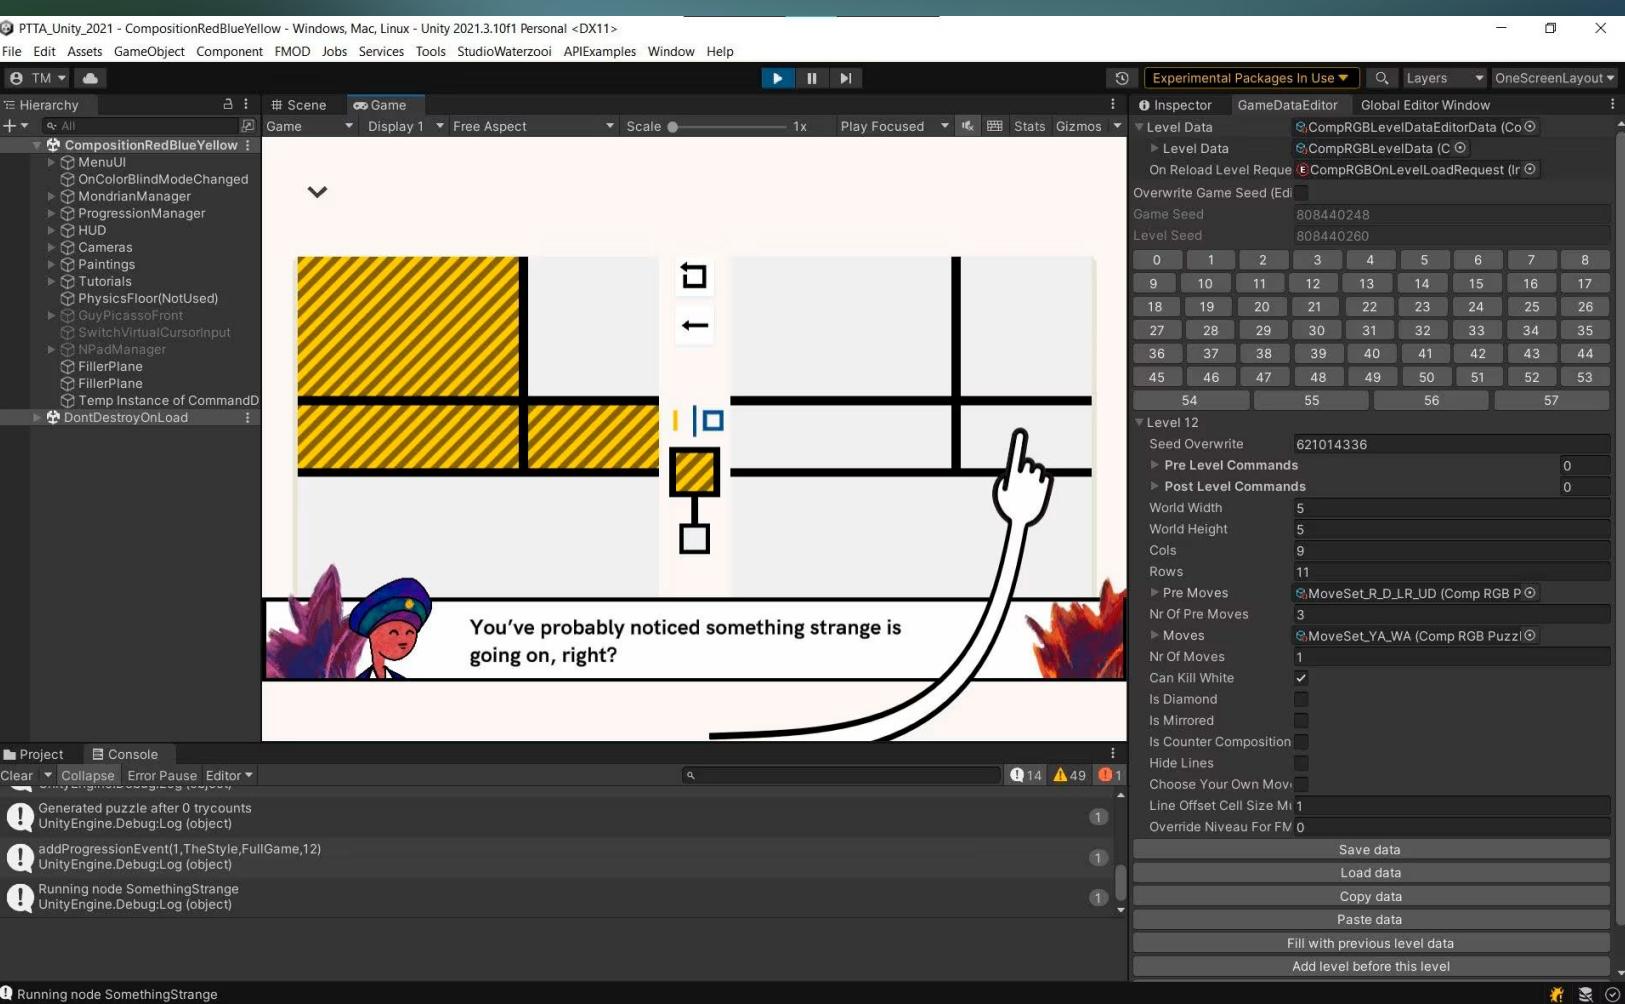 PTTA_Unity_2021 - CompositionRedBlueYellow - Windows, Mac, Linux - Unity 2021.3.10f1 Personal <DX11>
File Edit Assets GameObject Component FMOD Jobs Services Tools StudioWaterzooi APIExamples Window Help
TM
Experimental Packages In Use
Layers
OneScreenLayout
Hierarchy
All
CompositionRedBlueYellow
MenuUI
OnColorBlindModeChanged
MondrianManager
ProgressionManager
HUD
Cameras
Paintings
Tutorials
PhysicsFloor(NotUsed)
GuyPicassoFront
SwitchVirtualCursorInput
NPadManager
FillerPlane
FillerPlane
Temp Instance of CommandD
DontDestroyOnLoad
Scene Game
Game Display 1 Free Aspect Scale 1x Play Focused Stats Gizmos
You've probably noticed something strange is
going on, right?
Project Console
Clear Collapse Error Pause Editor 14 49 1
UnityEngine.Debug:Log (object)
Generated puzzle after 0 trycounts
UnityEngine.Debug:Log (object)
1
addProgressionEvent(1,TheStyle,FullGame,12)
UnityEngine.Debug:Log (object)
1
Running node SomethingStrange
UnityEngine.Debug:Log (object)
1
Inspector GameDataEditor Global Editor Window
Level Data CompRGBLevelDataEditorData (Co
Level Data CompRGBLevelData (C
On Reload Level Reque CompRGBOnLevelLoadRequest (Ir
Overwrite Game Seed (Edi
Game Seed 808440248
Level Seed 808440260
0 1 2 3 4 5 6 7 8
9 10 11 12 13 14 15 16 17
18 19 20 21 22 23 24 25 26
27 28 29 30 31 32 33 34 35
36 37 38 39 40 41 42 43 44
45 46 47 48 49 50 51 52 53
54 55 56 57
Level 12
Seed Overwrite 621014336
Pre Level Commands 0
Post Level Commands 0
World Width 5
World Height 5
Cols 9
Rows 11
Pre Moves MoveSet_R_D_LR_UD (Comp RGB P
Nr Of Pre Moves 3
Moves MoveSet_YA_WA (Comp RGB Puzzl
Nr Of Moves 1
Can Kill White
Is Diamond
Is Mirrored
Is Counter Composition
Hide Lines
Choose Your Own Mov
Line Offset Cell Size Mu 1
Override Niveau For FM 0
Save data
Load data
Copy data
Paste data
Fill with previous level data
Add level before this level
Running node SomethingStrange